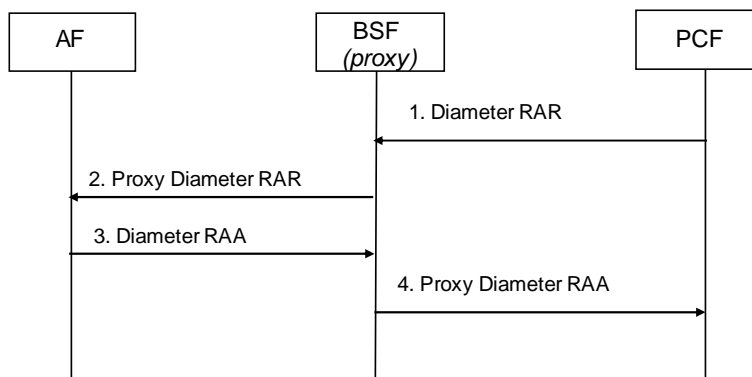 AF
BSF
(proxy)
PCF
1. Diameter RAR
2. Proxy Diameter RAR
3. Diameter RAA
4. Proxy Diameter RAA